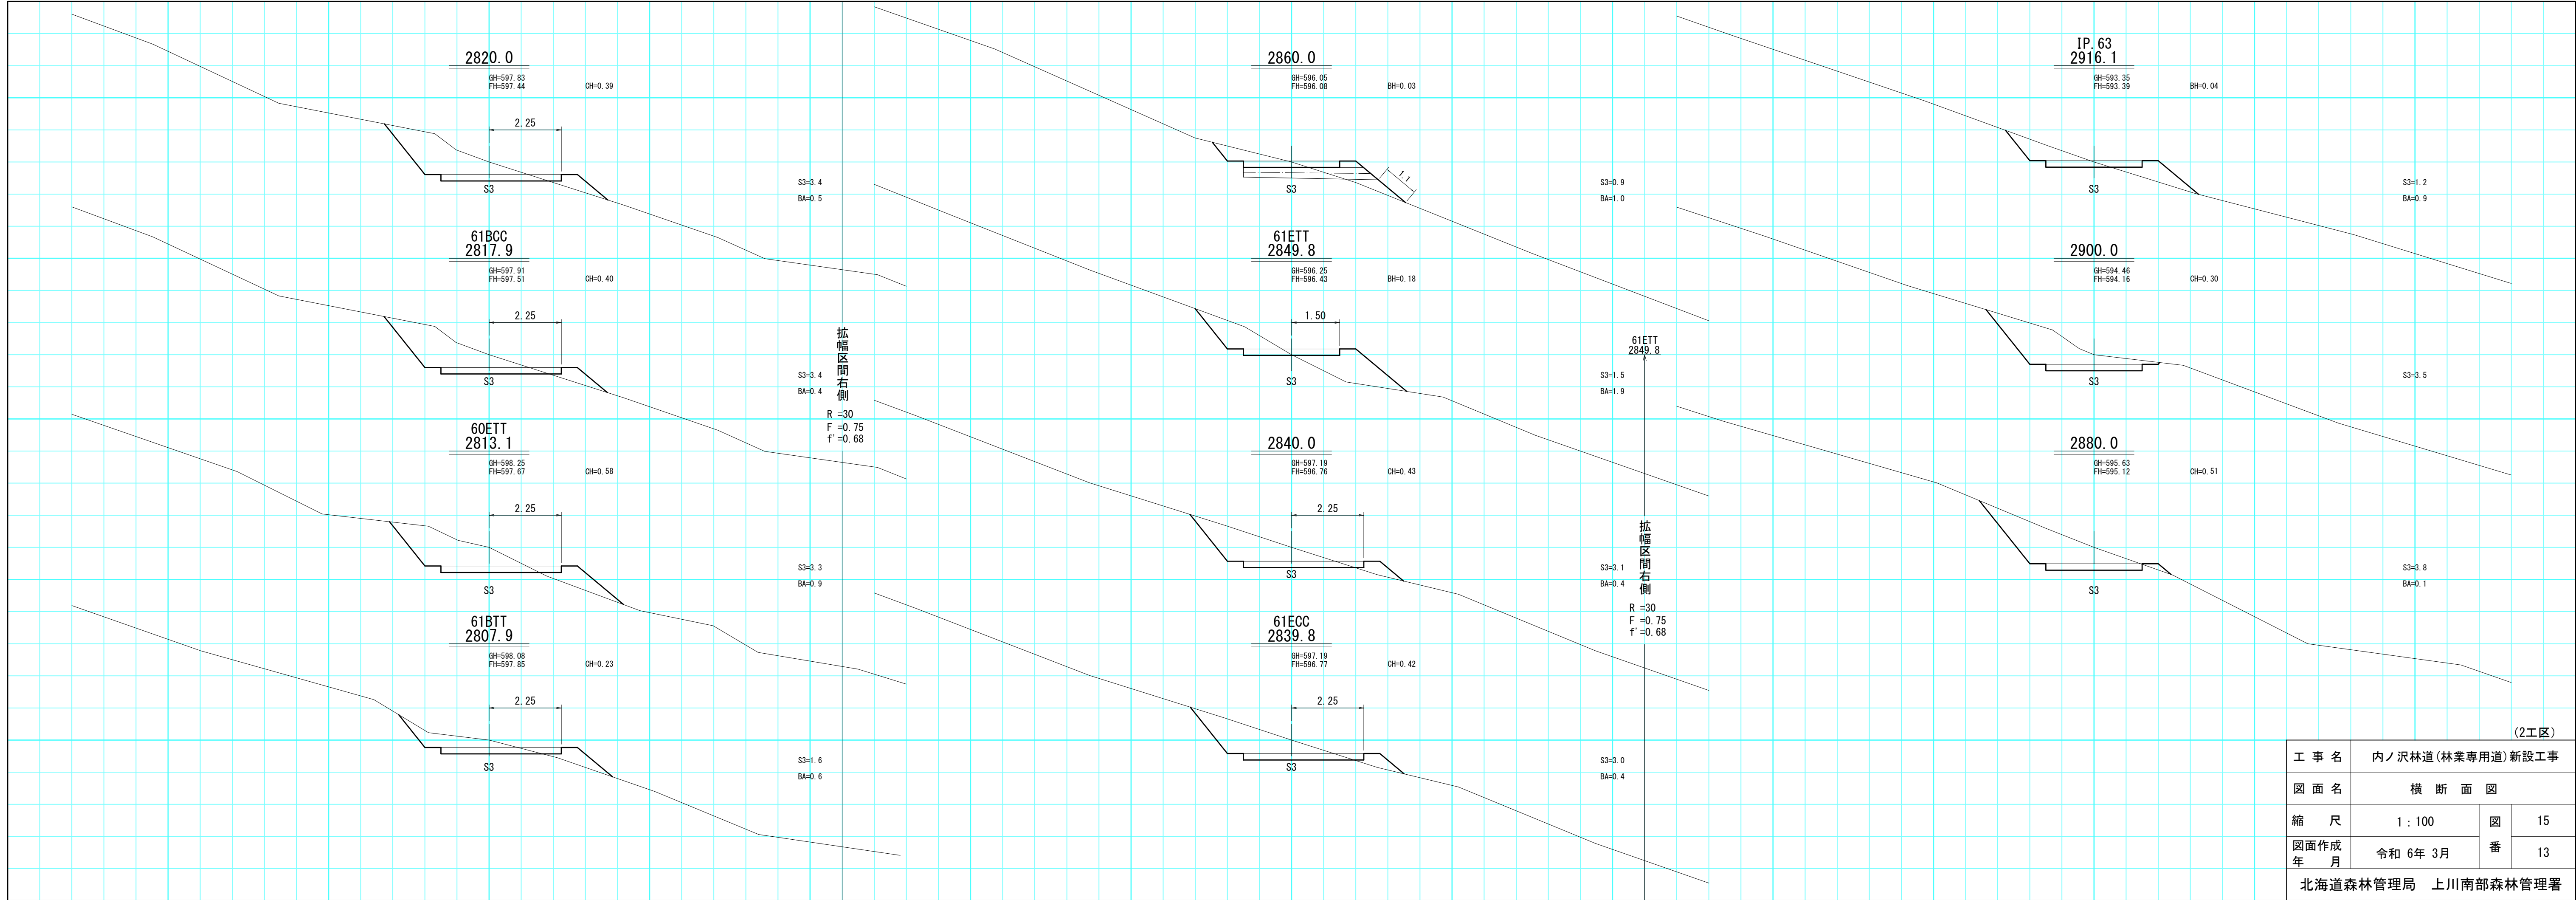 2820.0
GH=597.83
FH=597.44
CH=0.39
2.25
S3
S3=3.4
BA=0.5
61BCC
2817.9
GH=597.91
FH=597.51
CH=0.40
2.25
S3
S3=3.4
BA=0.4
60ETT
2813.1
GH=598.25
FH=597.67
CH=0.58
2.25
S3
S3=3.3
BA=0.9
61BTT
2807.9
GH=598.08
FH=597.85
CH=0.23
2.25
S3
S3=1.6
BA=0.6
拡幅区間右側
R =30
F =0.75
f'=0.68
2860.0
GH=596.05
FH=596.08
BH=0.03
1.1
S3
S3=0.9
BA=1.0
61ETT
2849.8
GH=596.25
FH=596.43
BH=0.18
1.50
S3
S3=1.5
BA=1.9
2840.0
GH=597.19
FH=596.76
CH=0.43
2.25
S3
S3=3.1
BA=0.4
61ECC
2839.8
GH=597.19
FH=596.77
CH=0.42
2.25
S3
S3=3.0
BA=0.4
61ETT
2849.8
拡幅区間右側
R =30
F =0.75
f'=0.68
IP.63
2916.1
GH=593.35
FH=593.39
BH=0.04
S3
S3=1.2
BA=0.9
2900.0
GH=594.46
FH=594.16
CH=0.30
S3
S3=3.5
2880.0
GH=595.63
FH=595.12
CH=0.51
S3
S3=3.8
BA=0.1
(2工区)
工 事 名 内ノ沢林道(林業専用道)新設工事
図 面 名 横 断 面 図
縮 尺 1：100 図 15
図面作成
年 月 令和 6年 3月 番 13
北海道森林管理局 上川南部森林管理署